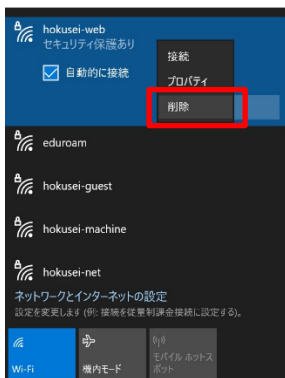 hokusei-web
セキュリティ保護あり
自動的に接続
接続
プロパティ
削除
eduroam
hokusei-guest
hokusei-machine
hokusei-net
ネットワークとインターネットの設定
設定を変更します (例: 接続を従量制課金接続に設定する)。
Wi-Fi
機内モード
モバイル ホットス
ポット